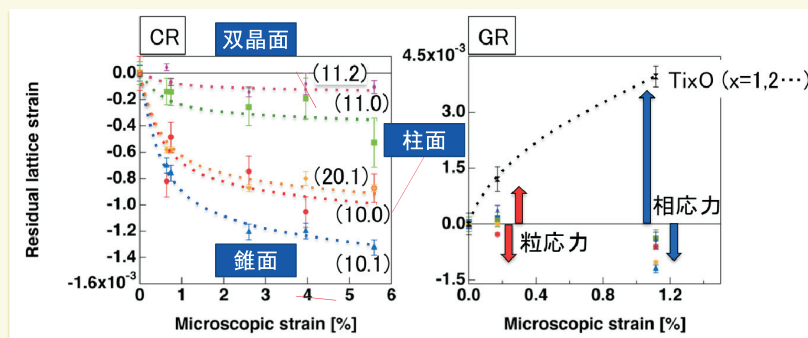 CR
双晶面
0.0
-0.2
-0.4
-0.6
-0.8
-1.0
-1.2
-1.4
-1.6x10⁻³
Residual lattice strain
(11.2)
(11.0)
柱面
(20.1)
(10.0)
(10.1)
錐面
0 1 2 3 4 5 6
Microscopic strain [%]
GR
4.5x10⁻³
3.0
1.5
0.0
-1.5
TixO (x=1,2⋯)
相応力
粒応力
0.0 0.4 0.8 1.2
Microscopic strain [%]